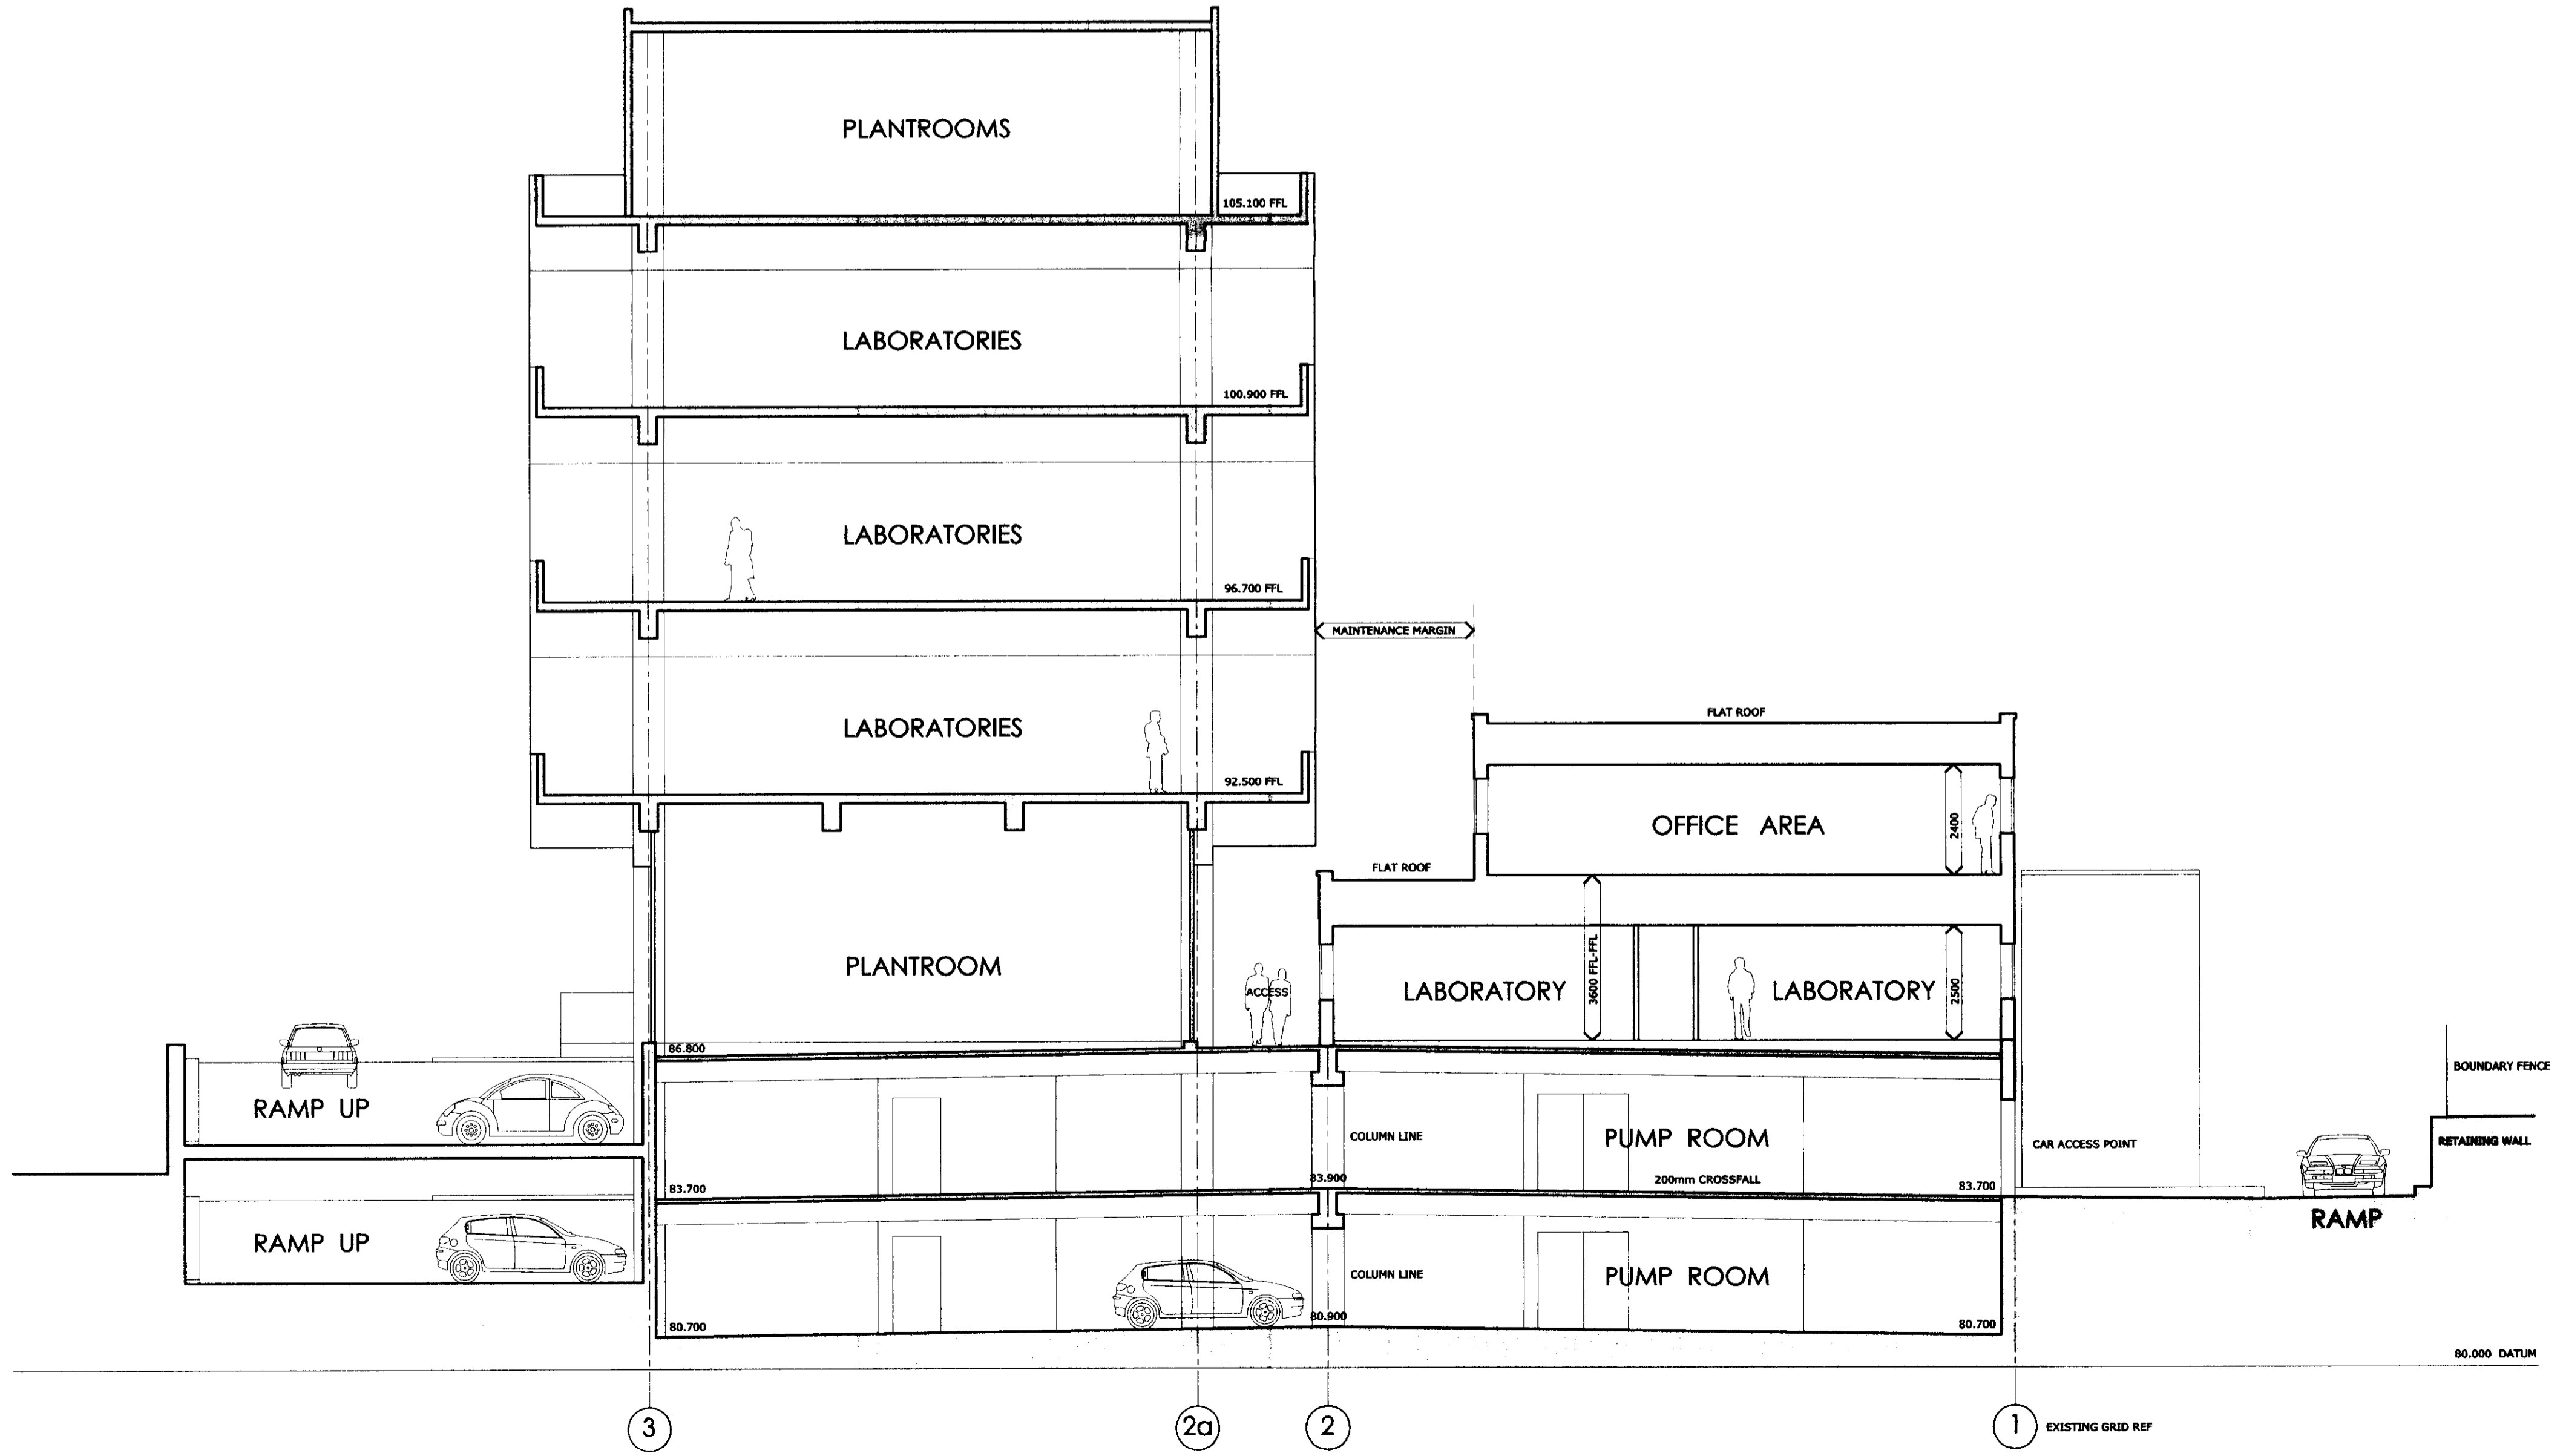 PLANTROOMS
105.100 FFL
LABORATORIES
100.900 FFL
LABORATORIES
96.700 FFL
MAINTENANCE MARGIN
LABORATORIES
92.500 FFL
FLAT ROOF
OFFICE AREA
2400
FLAT ROOF
PLANTROOM
ACCESS
LABORATORY
3600 FFL-FFL
LABORATORY
2500
86.800
RAMP UP
BOUNDARY FENCE
COLUMN LINE
PUMP ROOM
CAR ACCESS POINT
RETAINING WALL
83.700
83.900
200mm CROSSFALL
83.700
RAMP
RAMP UP
COLUMN LINE
PUMP ROOM
80.700
80.900
80.700
80.000 DATUM
3
2a
2
1
EXISTING GRID REF